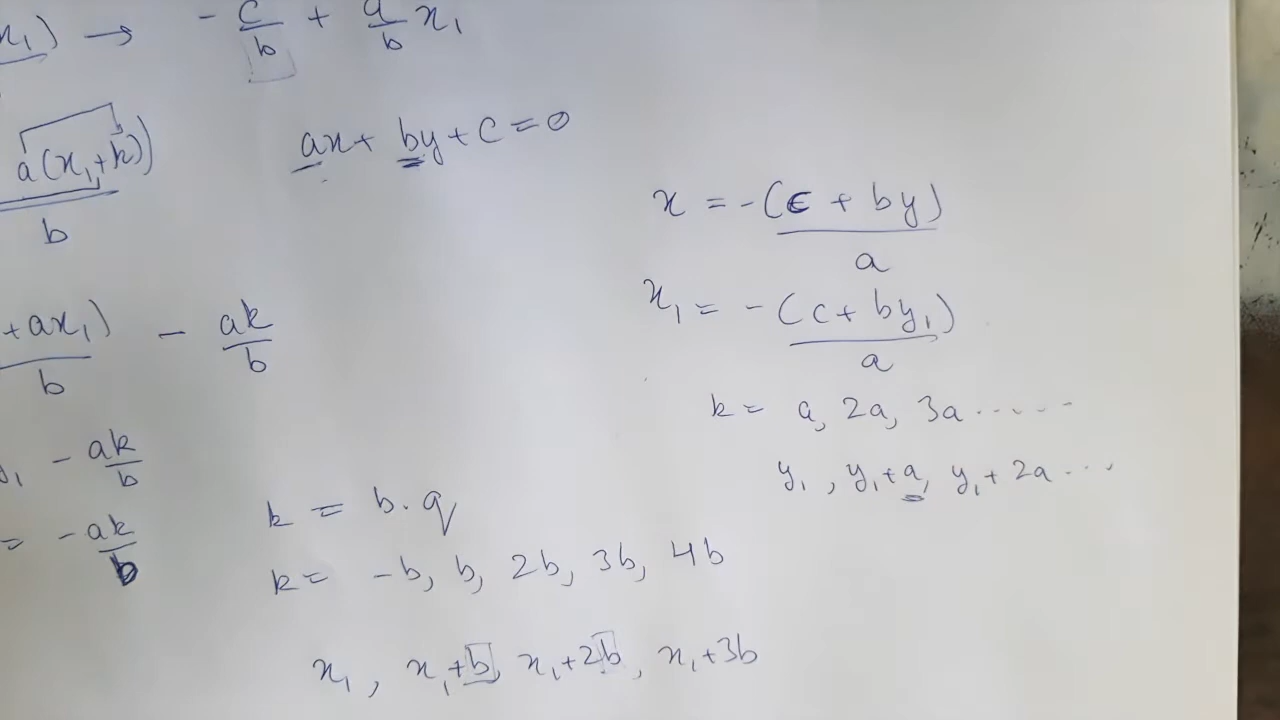 x₁) → - c/b + a/b x₁
a(x₁+k))/b
ax + by + c = 0
x = -(c + by)/a
x₁ = -(c + by₁)/a
+ax₁)/b - ak/b
k = a, 2a, 3a .....
y₁ - ak/b
y₁, y₁+a, y₁+2a ...
k = b.q
= -ak/b
k = -b, b, 2b, 3b, 4b
x₁, x₁+b, x₁+2b, x₁+3b